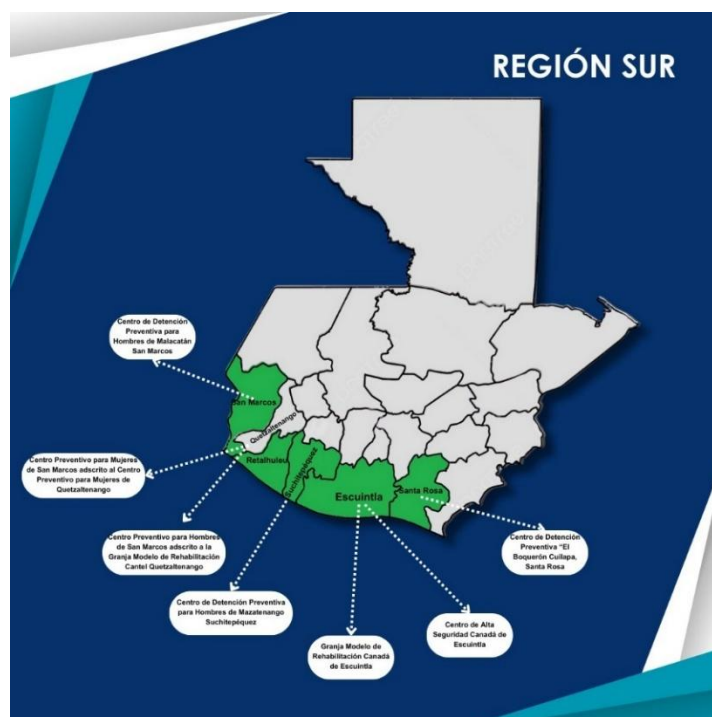 REGIÓN SUR
Centro de Detención
Preventiva para
Hombres de Malacatán
San Marcos
San Marcos
Quetzaltenango
Centro Preventivo para Mujeres
de San Marcos adscrito al Centro
Preventivo para Mujeres de
Quetzaltenango
Retalhuleu
Suchitepéquez
Escuintla
Santa Rosa
Centro Preventivo para Hombres
de San Marcos adscrito a la
Granja Modelo de Rehabilitación
Cantel Quetzaltenango
Centro de Detención
Preventiva "El
Boquerón Cuilapa,
Santa Rosa
Centro de Detención Preventiva
para Hombres de Mazatenango
Suchitepéquez
Granja Modelo de
Rehabilitación Canadá
de Escuintla
Centro de Alta
Seguridad Canadá de
Escuintla